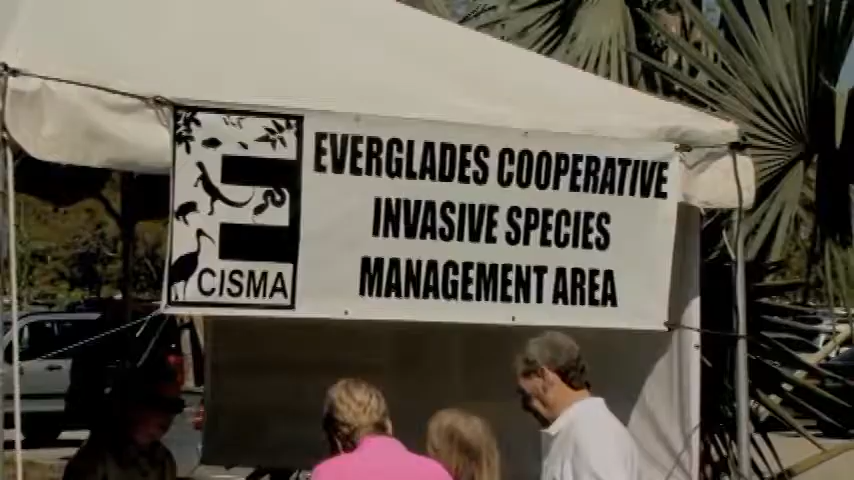 EVERGLADES COOPERATIVE
INVASIVE SPECIES
MANAGEMENT AREA
E
CISMA